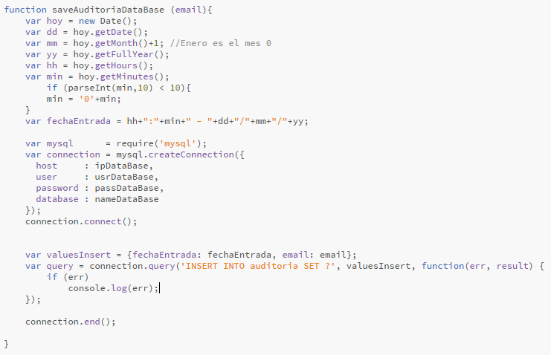 function saveAuditoriaDataBase (email){
    var hoy = new Date();
    var dd = hoy.getDate();
    var mm = hoy.getMonth()+1; //Enero es el mes 0
    var yy = hoy.getFullYear();
    var hh = hoy.getHours();
    var min = hoy.getMinutes();
        if (parseInt(min,10) < 10){
        min = '0'+min;
    }
    var fechaEntrada = hh+":"+min+" - "+dd+"/"+mm+"/"+yy;

    var mysql      = require('mysql');
    var connection = mysql.createConnection({
      host     : ipDataBase,
      user     : usrDataBase,
      password : passDataBase,
      database : nameDataBase
    });
    connection.connect();

    var valuesInsert = {fechaEntrada: fechaEntrada, email: email};
    var query = connection.query('INSERT INTO auditoria SET ?', valuesInsert, function(err, result) {
        if (err)
            console.log(err);
    });

    connection.end();

}